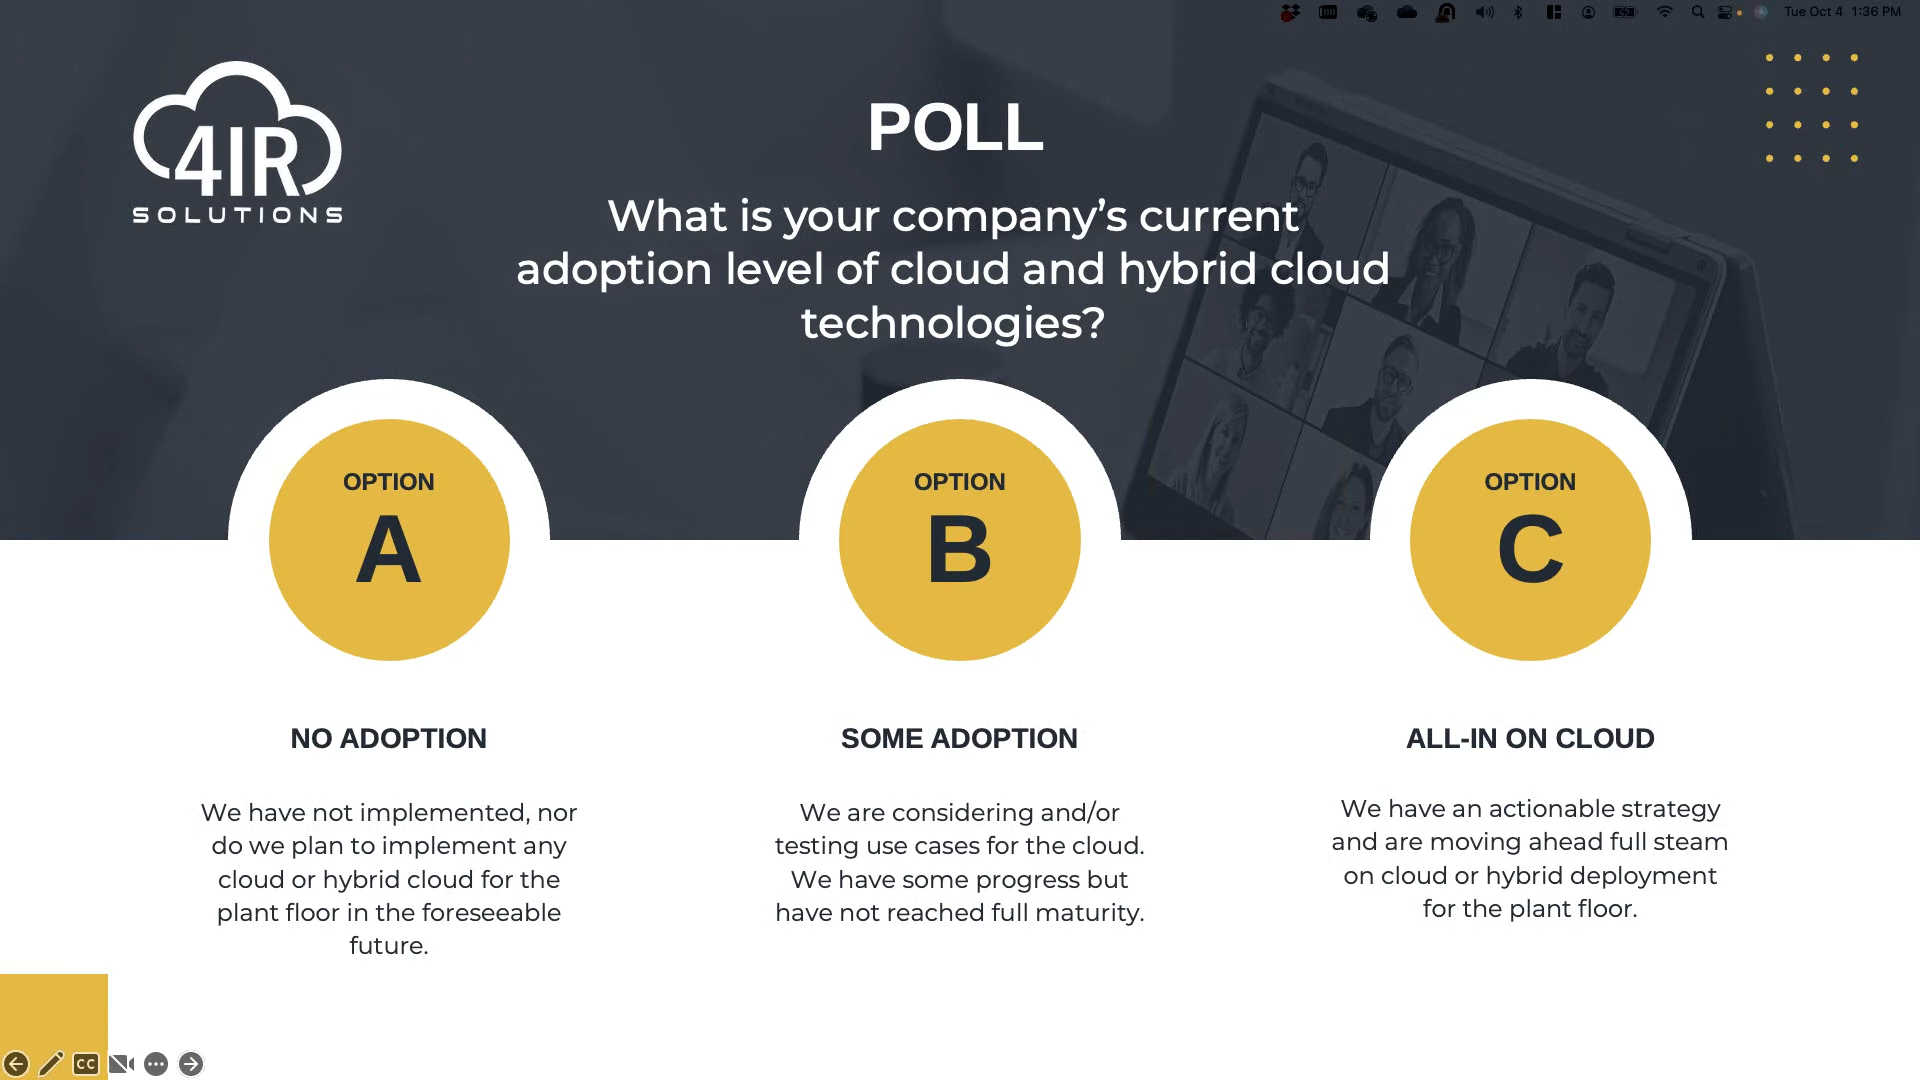 Tue Oct 4 1:36 PM
4IR
SOLUTIONS
POLL
What is your company’s current
adoption level of cloud and hybrid cloud
technologies?
OPTION
A
OPTION
B
OPTION
C
NO ADOPTION
We have not implemented, nor
do we plan to implement any
cloud or hybrid cloud for the
plant floor in the foreseeable
future.
SOME ADOPTION
We are considering and/or
testing use cases for the cloud.
We have some progress but
have not reached full maturity.
ALL-IN ON CLOUD
We have an actionable strategy
and are moving ahead full steam
on cloud or hybrid deployment
for the plant floor.
CC